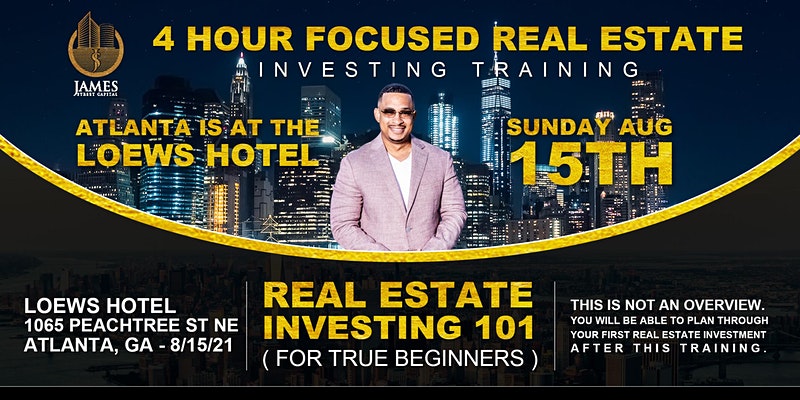 4 HOUR FOCUSED REAL ESTATE
INVESTING TRAINING
JAMES
STREET CAPITAL
ATLANTA IS AT THE
LOEWS HOTEL
SUNDAY AUG
15TH
LOEWS HOTEL
1065 PEACHTREE ST NE
ATLANTA, GA - 8/15/21
REAL ESTATE
INVESTING 101
( FOR TRUE BEGINNERS )
THIS IS NOT AN OVERVIEW.
YOU WILL BE ABLE TO PLAN THROUGH
YOUR FIRST REAL ESTATE INVESTMENT
AFTER THIS TRAINING.